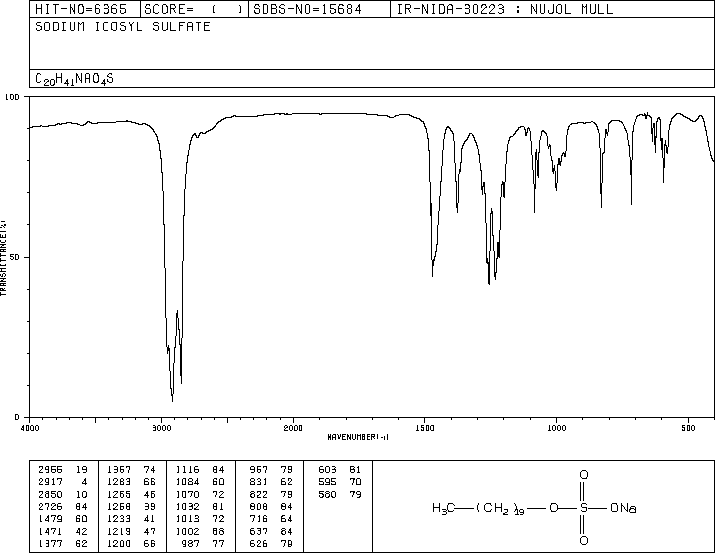 HIT-NO=6365 SCORE= ( ) SDBS-NO=15684 IR-NIDA-30223 : NUJOL MULL
SODIUM ICOSYL SULFATE
C20H41NAO4S
100
50
0
TRANSMITTANCE(%)
4000 3000 2000 1500 1000 500
WAVENUMBER(-1)
2956 19 1367 74 1116 84 967 79 603 81
2917 4 1283 66 1084 60 831 62 595 70
2850 10 1265 46 1070 72 822 79 580 79
2726 84 1258 39 1032 81 808 84
1479 60 1233 41 1013 72 716 64
1471 42 1219 47 1002 68 637 84
1377 62 1200 66 987 77 626 79
O
H3C—(CH2)19—O—S—ONa
O